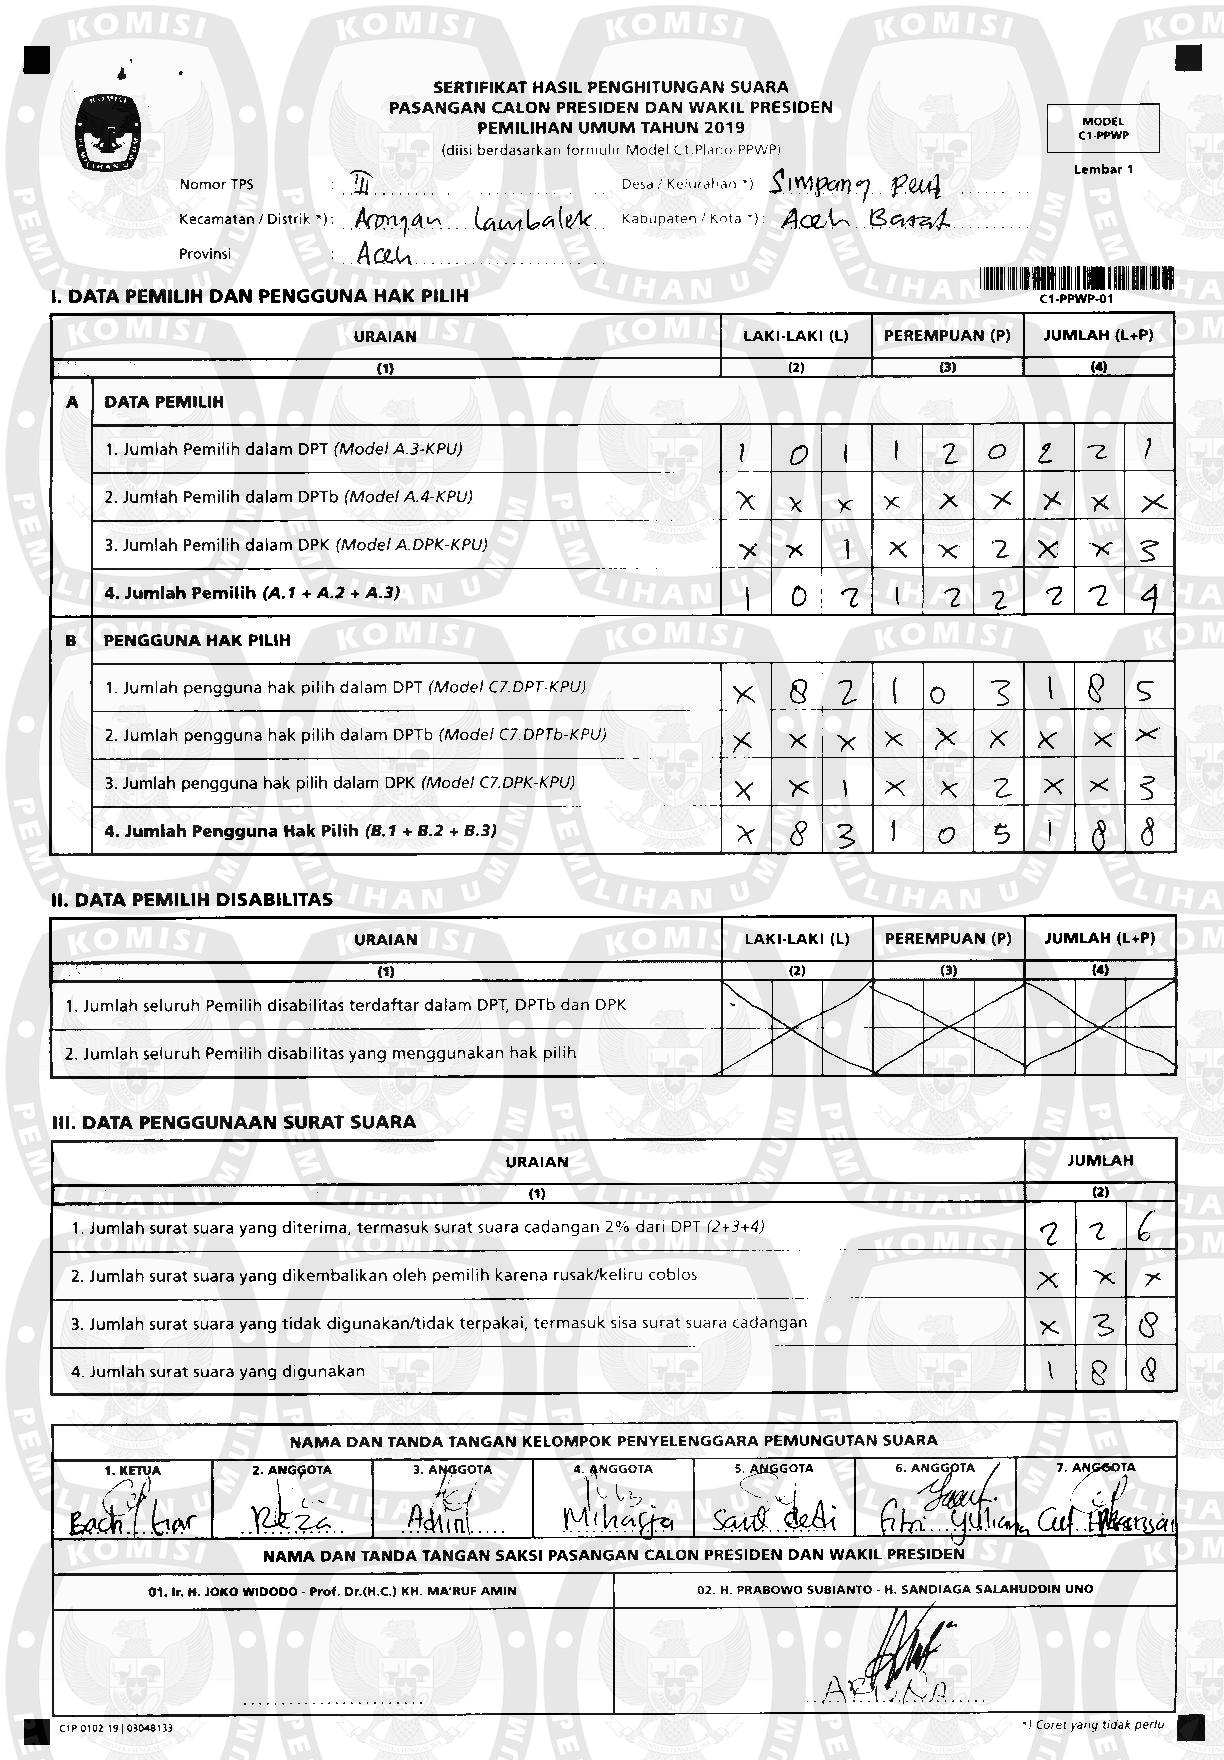 SERTIFIKAT HASIL PENGHITUNGAN SUARA
PASANGAN CALON PRESIDEN DAN WAKIL PRESIDEN
PEMILIHAN UMUM TAHUN 2019
(diisi berdasarkan formulir Model C1.Plano-PPWP)
MODEL
C1-PPWP
Lembar 1
Nomor TPS : III Desa / Kelurahan *) Simpang Peut
Kecamatan / Distrik *): Arongan Lambalek Kabupaten / Kota *): Aceh Barat
Provinsi : Aceh
C1-PPWP-01
I. DATA PEMILIH DAN PENGGUNA HAK PILIH
URAIAN LAKI-LAKI (L) PEREMPUAN (P) JUMLAH (L+P)
(1) (2) (3) (4)
A DATA PEMILIH
1. Jumlah Pemilih dalam DPT (Model A.3-KPU) 1 0 1 1 2 0 2 2 1
2. Jumlah Pemilih dalam DPTb (Model A.4-KPU) X X X X X X X X X
3. Jumlah Pemilih dalam DPK (Model A.DPK-KPU) X X 1 X X 2 X X 3
4. Jumlah Pemilih (A.1 + A.2 + A.3) 1 0 2 1 2 2 2 2 4
B PENGGUNA HAK PILIH
1. Jumlah pengguna hak pilih dalam DPT (Model C7.DPT-KPU) X 8 2 1 0 3 1 8 5
2. Jumlah pengguna hak pilih dalam DPTb (Model C7.DPTb-KPU) X X X X X X X X X
3. Jumlah pengguna hak pilih dalam DPK (Model C7.DPK-KPU) X X 1 X X 2 X X 3
4. Jumlah Pengguna Hak Pilih (B.1 + B.2 + B.3) X 8 3 1 0 5 1 8 8
II. DATA PEMILIH DISABILITAS
URAIAN LAKI-LAKI (L) PEREMPUAN (P) JUMLAH (L+P)
(1) (2) (3) (4)
1. Jumlah seluruh Pemilih disabilitas terdaftar dalam DPT, DPTb dan DPK
2. Jumlah seluruh Pemilih disabilitas yang menggunakan hak pilih
III. DATA PENGGUNAAN SURAT SUARA
URAIAN JUMLAH
(1) (2)
1. Jumlah surat suara yang diterima, termasuk surat suara cadangan 2% dari DPT (2+3+4) 2 2 6
2. Jumlah surat suara yang dikembalikan oleh pemilih karena rusak/keliru coblos X X X
3. Jumlah surat suara yang tidak digunakan/tidak terpakai, termasuk sisa surat suara cadangan X 3 8
4. Jumlah surat suara yang digunakan 1 8 8
NAMA DAN TANDA TANGAN KELOMPOK PENYELENGGARA PEMUNGUTAN SUARA
1. KETUA 2. ANGGOTA 3. ANGGOTA 4. ANGGOTA 5. ANGGOTA 6. ANGGOTA 7. ANGGOTA
Bachtiar Reza Miharja Fitri Yuliana Cut
NAMA DAN TANDA TANGAN SAKSI PASANGAN CALON PRESIDEN DAN WAKIL PRESIDEN
01. Ir. H. JOKO WIDODO - Prof. Dr.(H.C.) KH. MA'RUF AMIN 02. H. PRABOWO SUBIANTO - H. SANDIAGA SALAHUDDIN UNO
C1P 0102 19 | 03048133
*) Coret yang tidak perlu